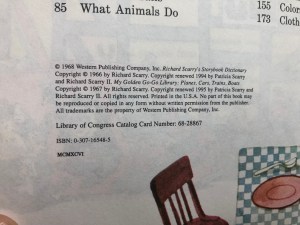 85 What Animals Do
155 Color
173 Cloth
© 1968 Western Publishing Company, Inc. Richard Scarry's Storybook Dictionary
Copyright © 1966 by Richard Scarry. Copyright renewed 1994 by Patricia Scarry
and Richard Scarry II. My Golden Go-Go Library: Planes, Cars, Trains, Boats
Copyright © 1967 by Richard Scarry. Copyright renewed 1995 by Patricia Scarry and
Richard Scarry II. All rights reserved. Printed in the U.S.A. No part of this book may
be reproduced or copied in any form without written permission from the publisher.
All trademarks are the property of Western Publishing Company, Inc.
Library of Congress Catalog Card Number: 68-28867
ISBN: 0-307-16548-5
MCMXCVI